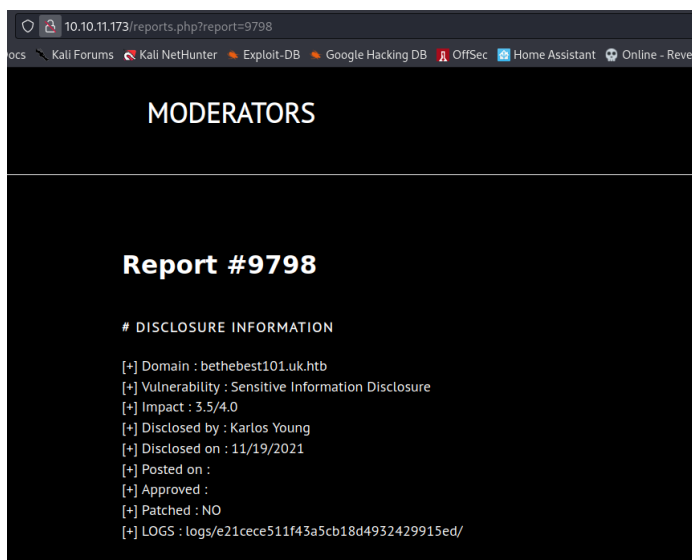 10.10.11.173/reports.php?report=9798
ocs Kali Forums Kali NetHunter Exploit-DB Google Hacking DB OffSec Home Assistant Online - Reve
MODERATORS
Report #9798
# DISCLOSURE INFORMATION
[+] Domain : bethebest101.uk.htb
[+] Vulnerability : Sensitive Information Disclosure
[+] Impact : 3.5/4.0
[+] Disclosed by : Karlos Young
[+] Disclosed on : 11/19/2021
[+] Posted on :
[+] Approved :
[+] Patched : NO
[+] LOGS : logs/e21cece511f43a5cb18d4932429915ed/